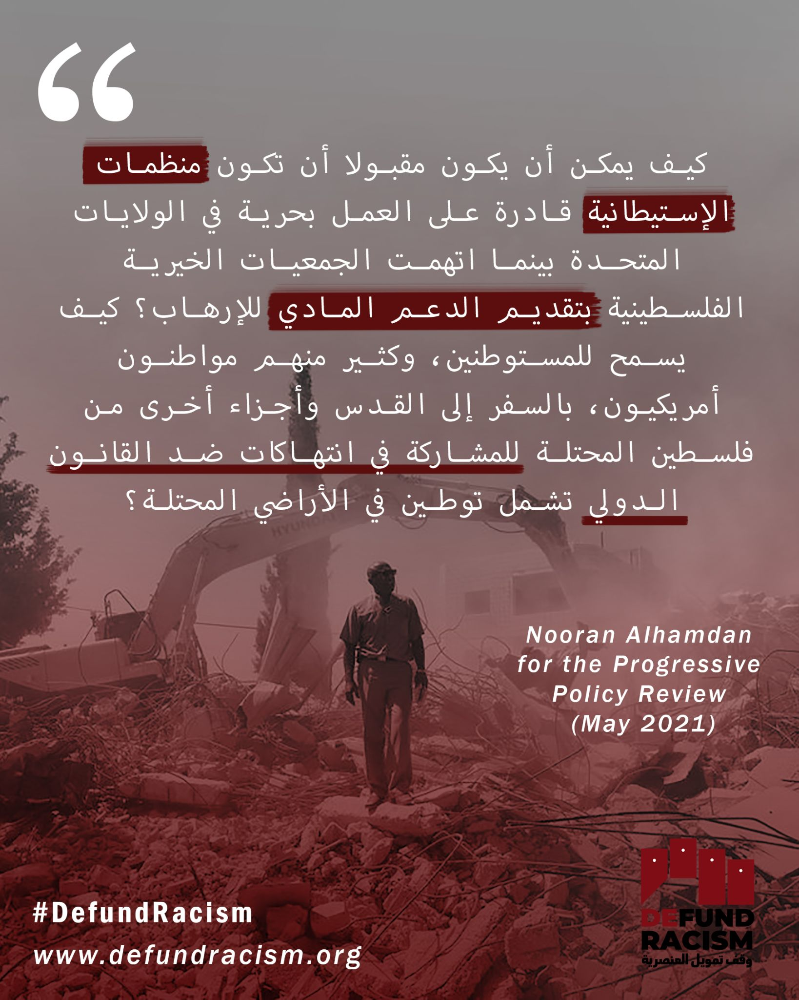 “
كيف يمكن أن يكون مقبولا أن تكون منظمات
الإستيطانية قادرة على العمل بحرية في الولايات
المتحدة بينما اتهمت الجمعيات الخيرية
الفلسطينية بتقديم الدعم المادي للإرهاب؟ كيف
يسمح للمستوطنين، وكثير منهم مواطنون
أمريكيون، بالسفر إلى القدس وأجزاء أخرى من
فلسطين المحتلة للمشاركة في انتهاكات ضد القانون
الدولي تشمل توطين في الأراضي المحتلة؟
HYUNDAI
Nooran Alhamdan
for the Progressive
Policy Review
(May 2021)
#DefundRacism
www.defundracism.org
DEFUND
RACISM
وقف تمويل العنصرية